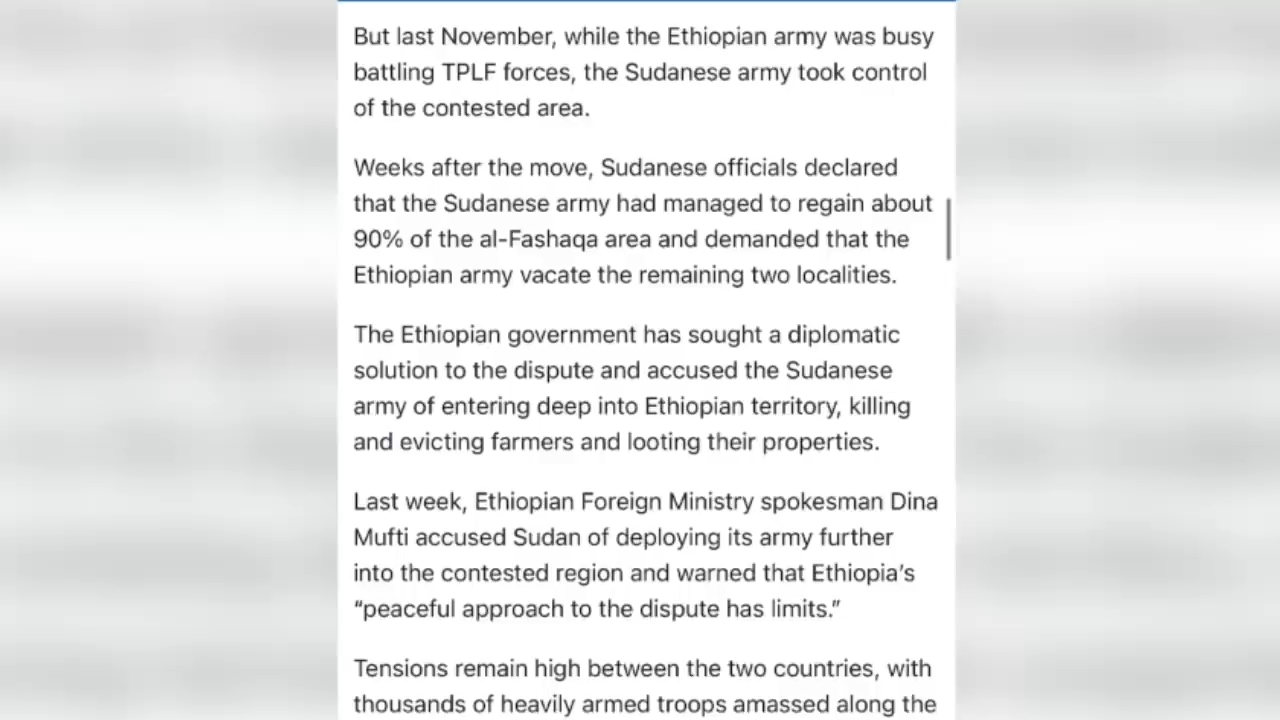 But last November, while the Ethiopian army was busy
battling TPLF forces, the Sudanese army took control
of the contested area.
Weeks after the move, Sudanese officials declared
that the Sudanese army had managed to regain about
90% of the al-Fashaqa area and demanded that the
Ethiopian army vacate the remaining two localities.
The Ethiopian government has sought a diplomatic
solution to the dispute and accused the Sudanese
army of entering deep into Ethiopian territory, killing
and evicting farmers and looting their properties.
Last week, Ethiopian Foreign Ministry spokesman Dina
Mufti accused Sudan of deploying its army further
into the contested region and warned that Ethiopia’s
“peaceful approach to the dispute has limits.”
Tensions remain high between the two countries, with
thousands of heavily armed troops amassed along the